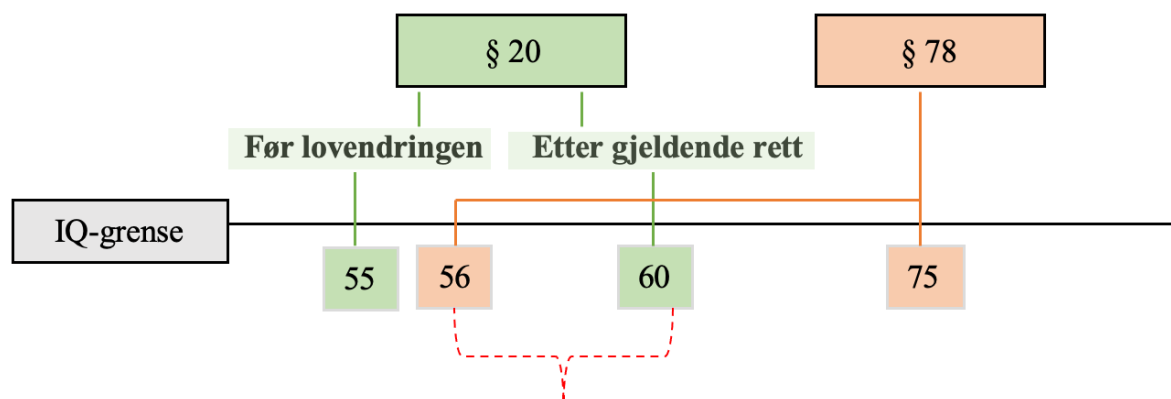 § 20
§ 78
Før lovendringen
Etter gjeldende rett
IQ-grense
55
56
60
75